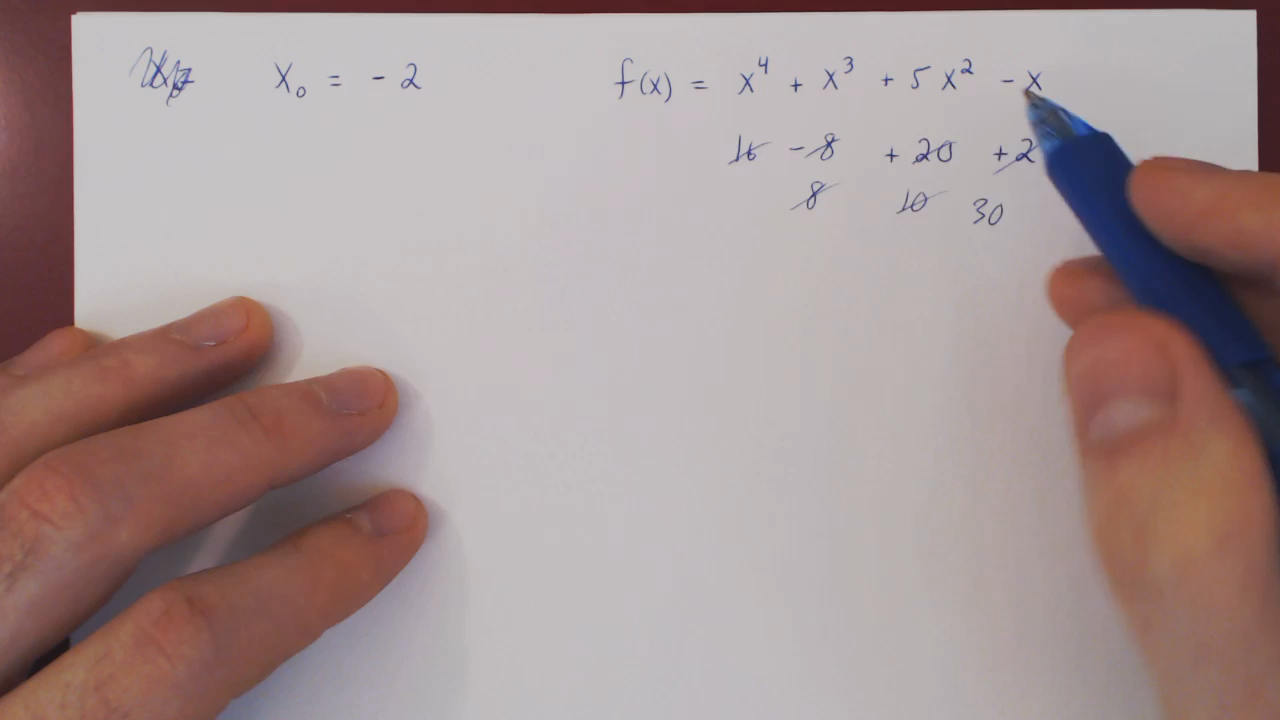 X₀ = - 2 f(x) = x⁴ + x³ + 5x² - x
16 - 8 + 20 + 2
8 10 30